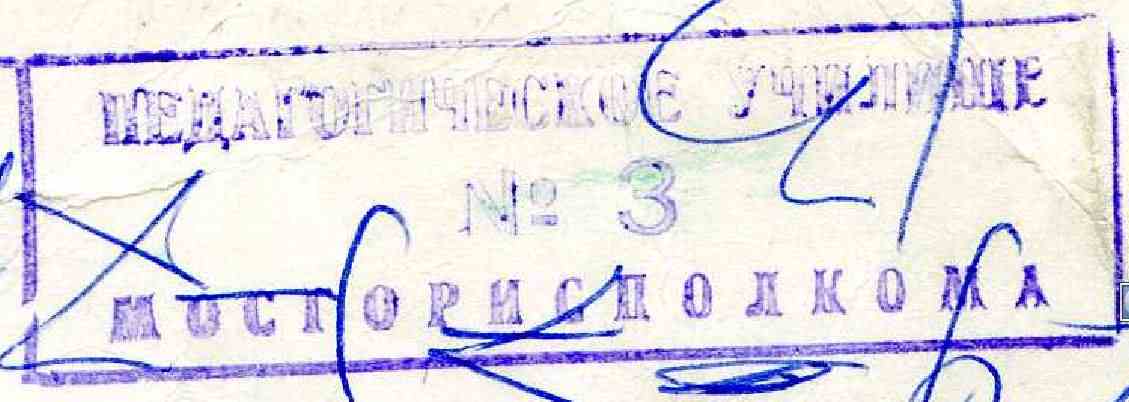 ПЕДАГОГИЧЕСКОЕ УЧИЛИЩЕ
№ 3
МОСГОРИСПОЛКОМА